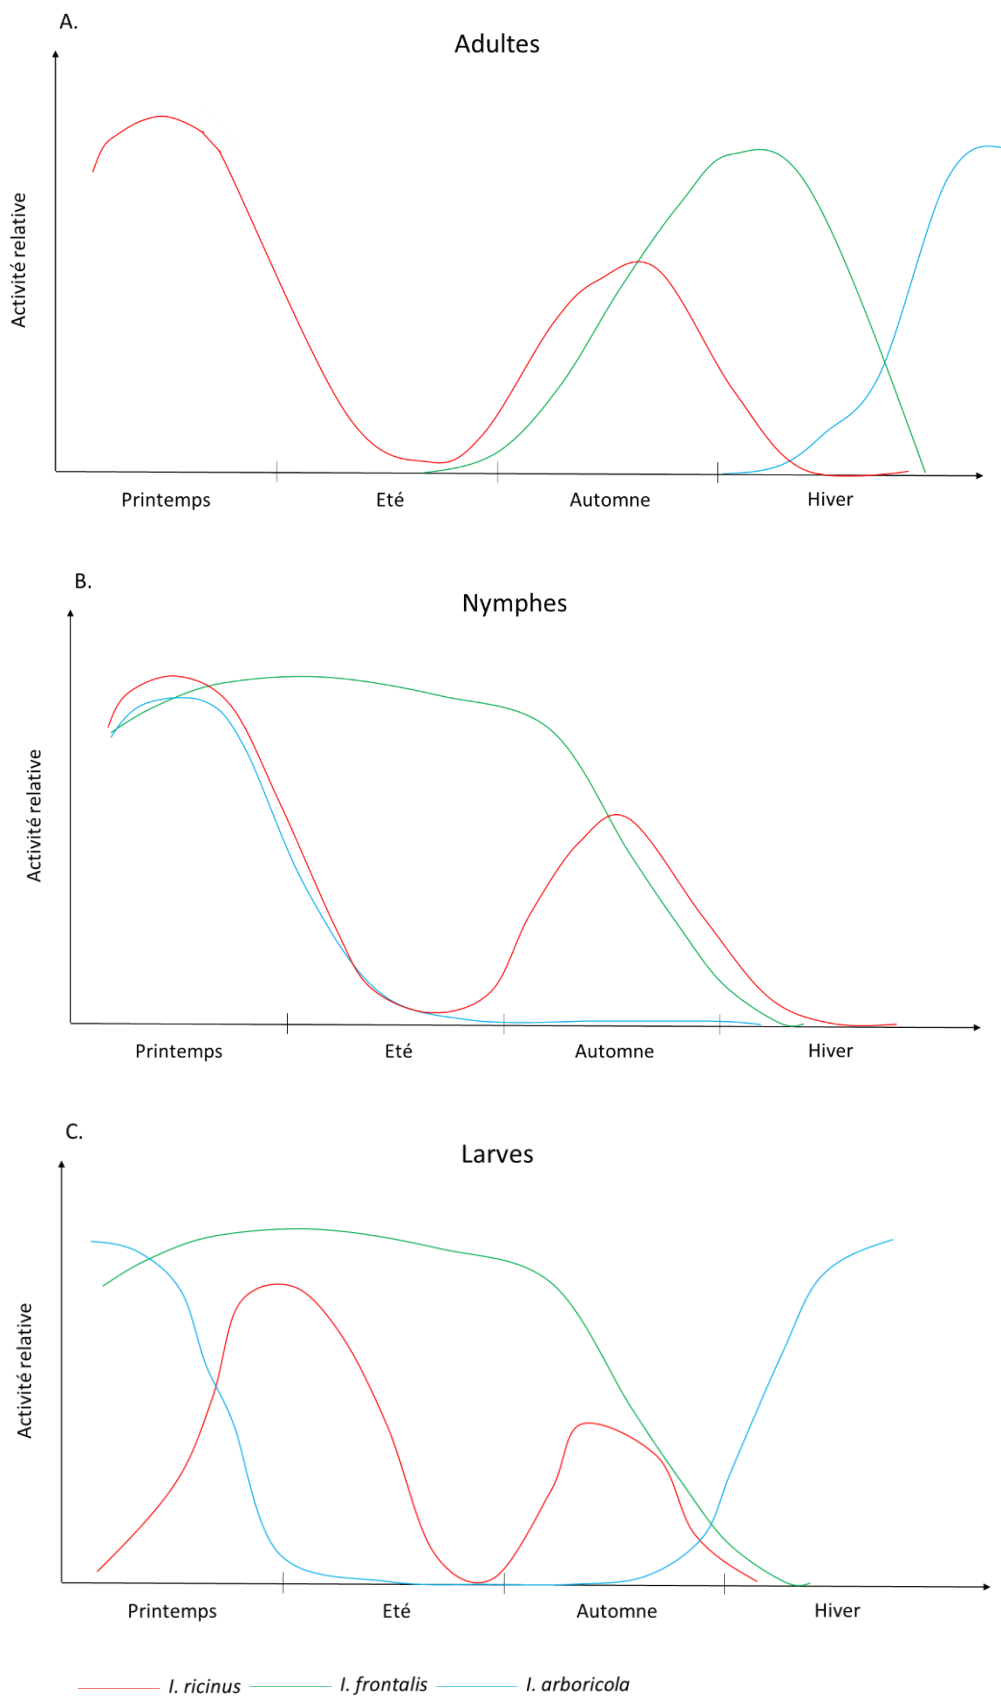 A.
Adultes
Activité relative
Printemps Eté Automne Hiver
B.
Nymphes
Activité relative
Printemps Eté Automne Hiver
C.
Larves
Activité relative
Printemps Eté Automne Hiver
I. ricinus I. frontalis I. arboricola